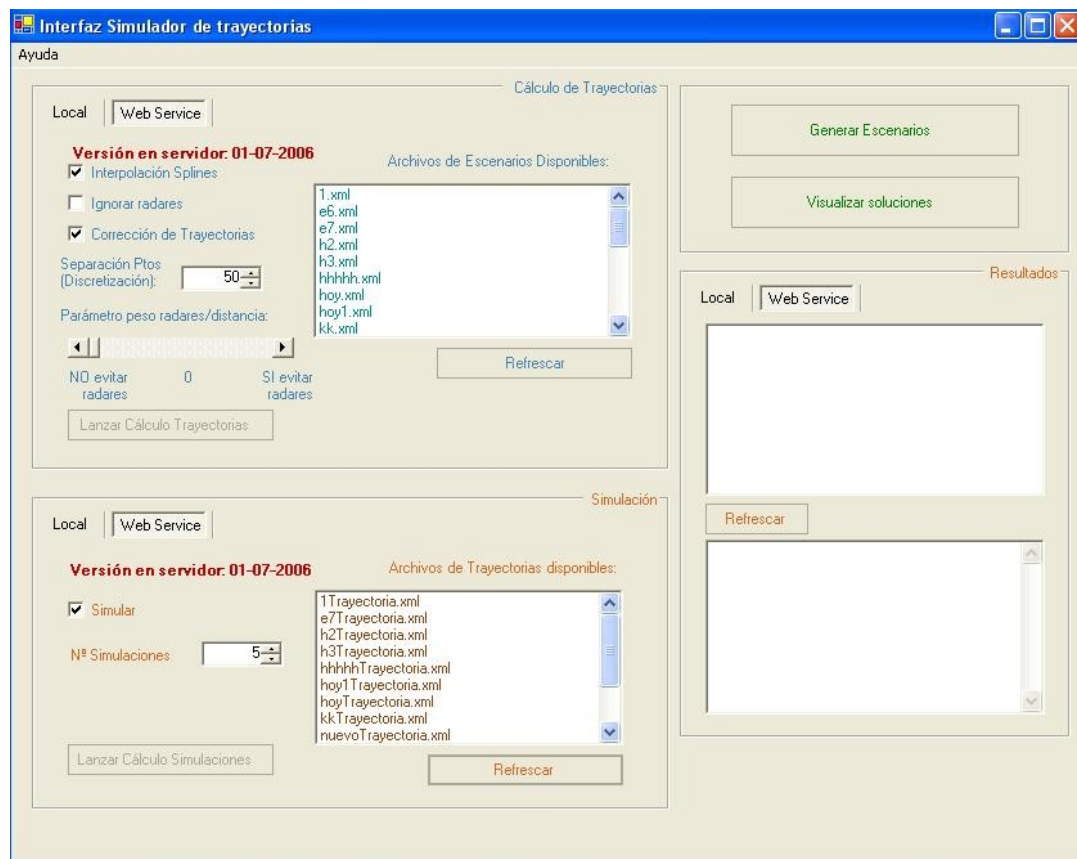 Interfaz Simulador de trayectorias
Ayuda
Cálculo de Trayectorias
Local
Web Service
Versión en servidor: 01-07-2006
Interpolación Splines
Ignorar radares
Corrección de Trayectorias
Separación Ptos
(Discretización):
50
Parámetro peso radares/distancia:
NO evitar
radares
0
SI evitar
radares
Lanzar Cálculo Trayectorias
Archivos de Escenarios Disponibles:
1.xml
e6.xml
e7.xml
h2.xml
h3.xml
hhhhh.xml
hoy.xml
hoy1.xml
kk.xml
Refrescar
Generar Escenarios
Visualizar soluciones
Simulación
Local
Web Service
Versión en servidor: 01-07-2006
Simular
Nª Simulaciones
5
Lanzar Cálculo Simulaciones
Archivos de Trayectorias disponibles:
1Trayectoria.xml
e7Trayectoria.xml
h2Trayectoria.xml
h3Trayectoria.xml
hhhhhTrayectoria.xml
hoy1Trayectoria.xml
hoyTrayectoria.xml
kkTrayectoria.xml
nuevoTrayectoria.xml
Refrescar
Resultados
Local
Web Service
Refrescar